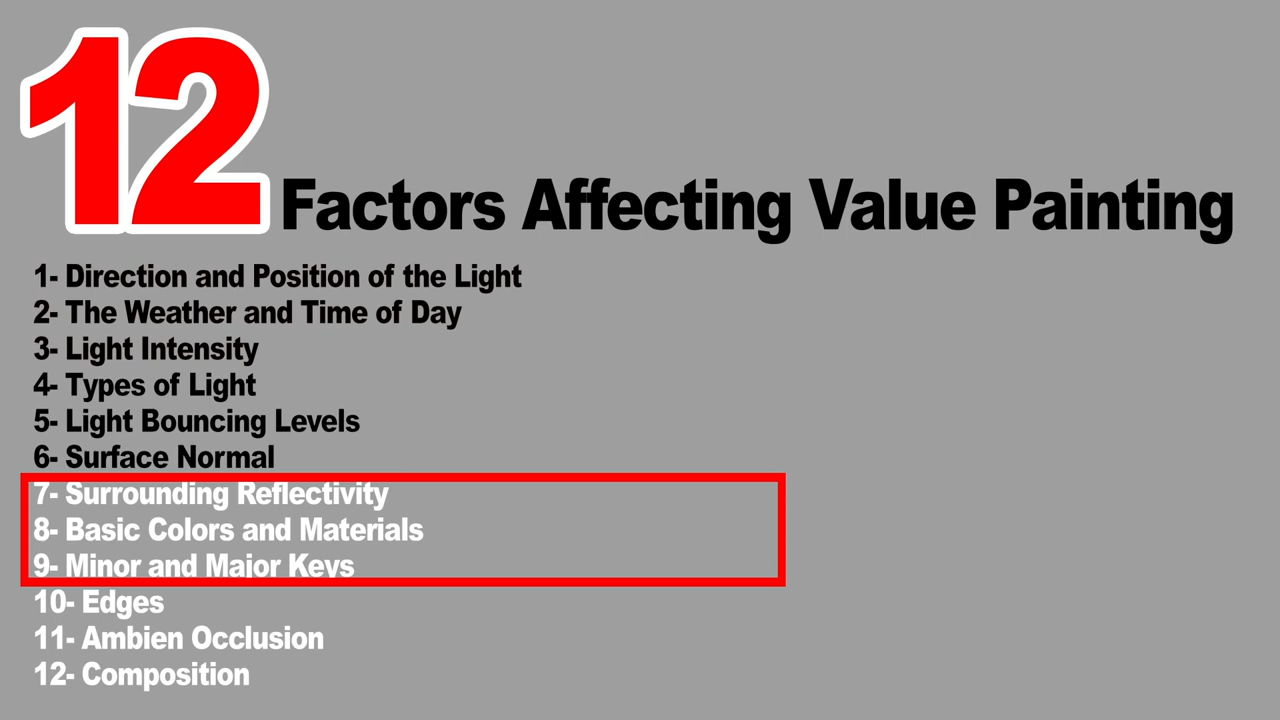 12
Factors Affecting Value Painting
1- Direction and Position of the Light
2- The Weather and Time of Day
3- Light Intensity
4- Types of Light
5- Light Bouncing Levels
6- Surface Normal
7- Surrounding Reflectivity
8- Basic Colors and Materials
9- Minor and Major Keys
10- Edges
11- Ambien Occlusion
12- Composition